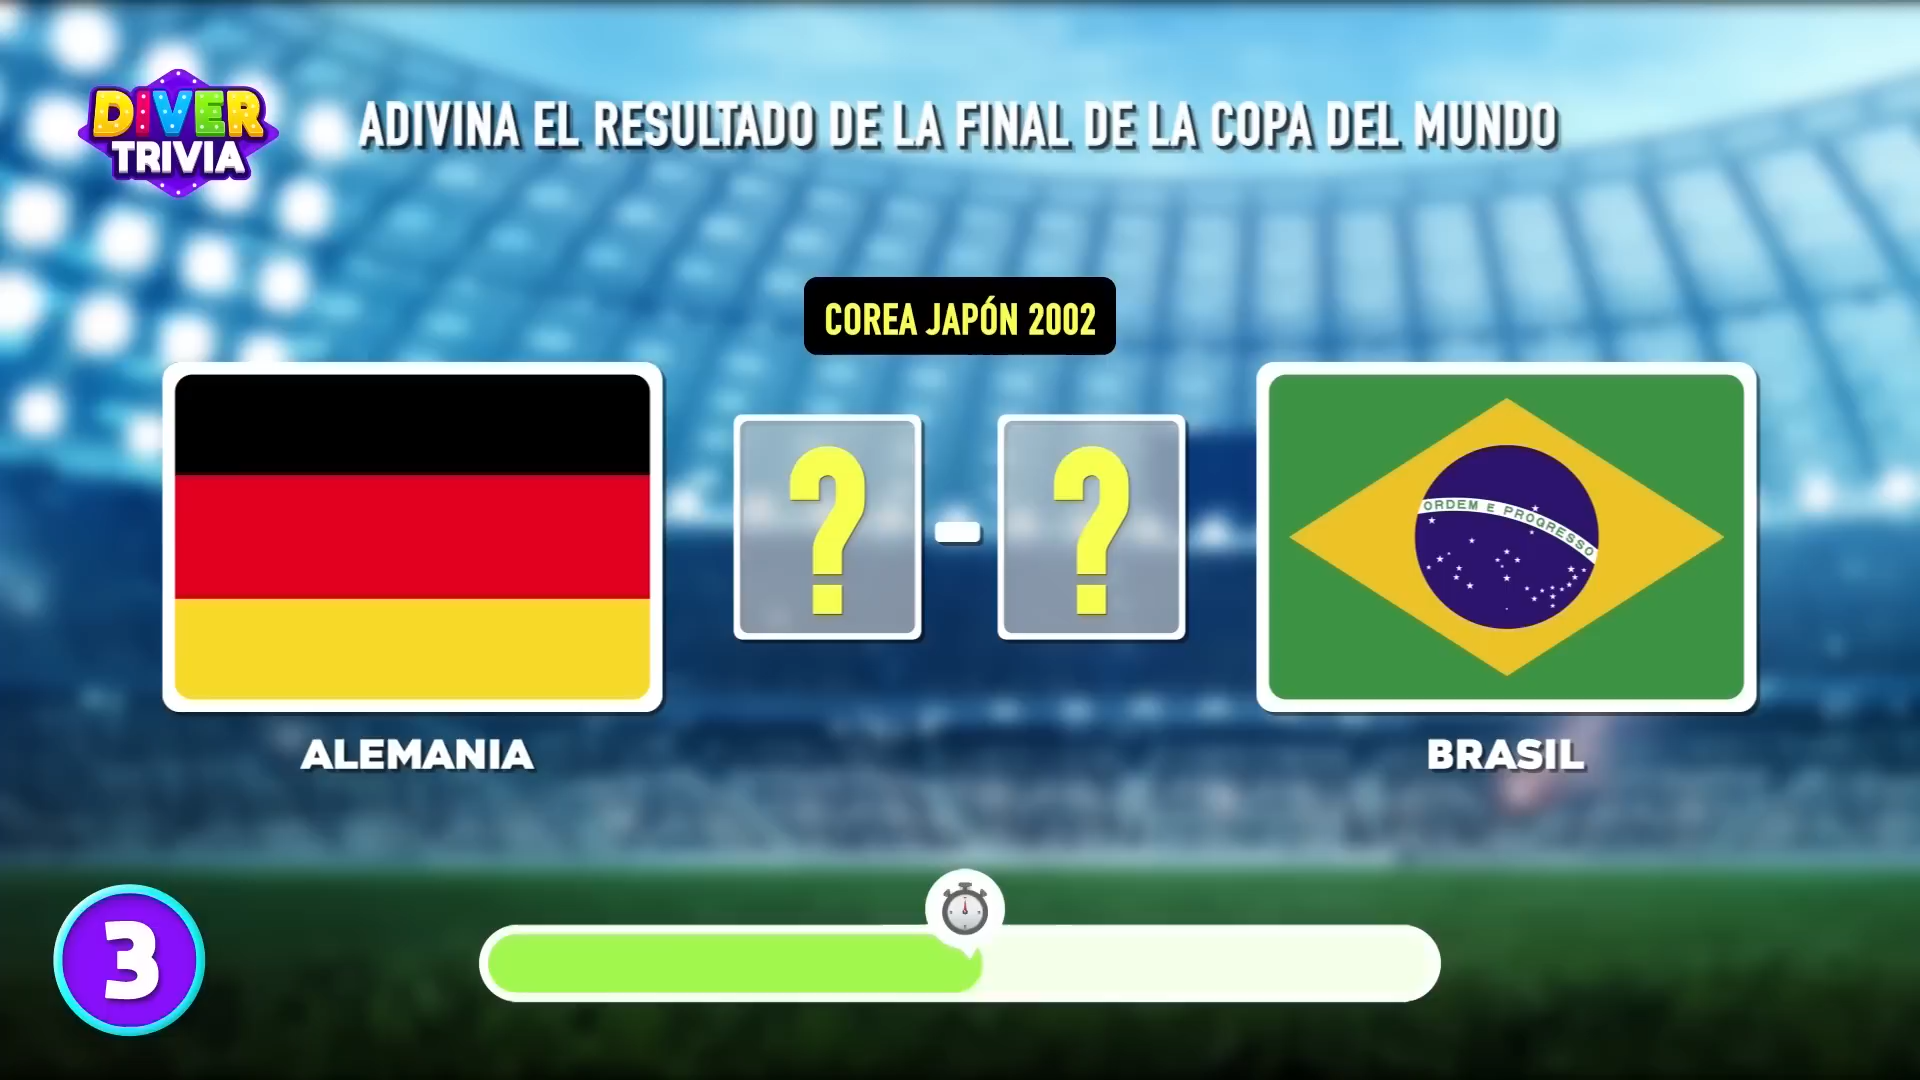 DIVER
TRIVIA
ADIVINA EL RESULTADO DE LA FINAL DE LA COPA DEL MUNDO
COREA JAPÓN 2002
? - ?
ORDEM E PROGRESSO
ALEMANIA
BRASIL
3